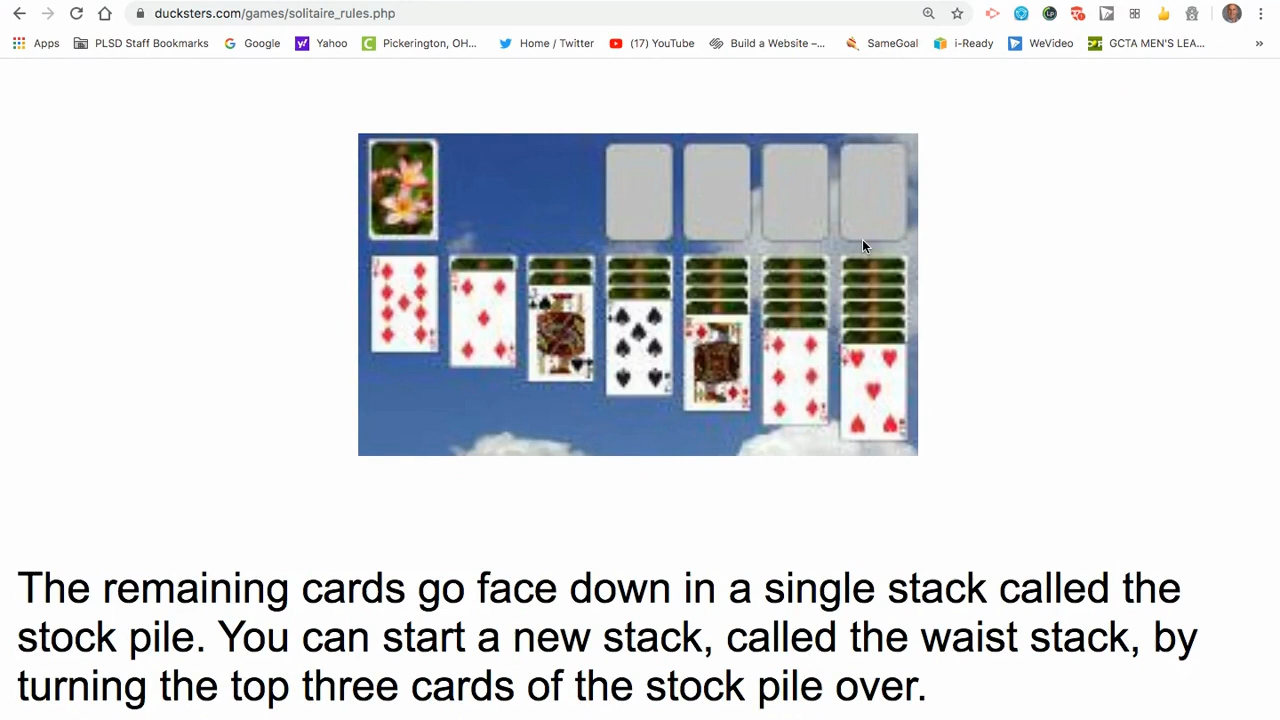 ducksters.com/games/solitaire_rules.php
Apps PLSD Staff Bookmarks Google Yahoo Pickerington, OH... Home / Twitter (17) YouTube Build a Website –... SameGoal i-Ready WeVideo GCTA MEN'S LEA... »
The remaining cards go face down in a single stack called the
stock pile. You can start a new stack, called the waist stack, by
turning the top three cards of the stock pile over.